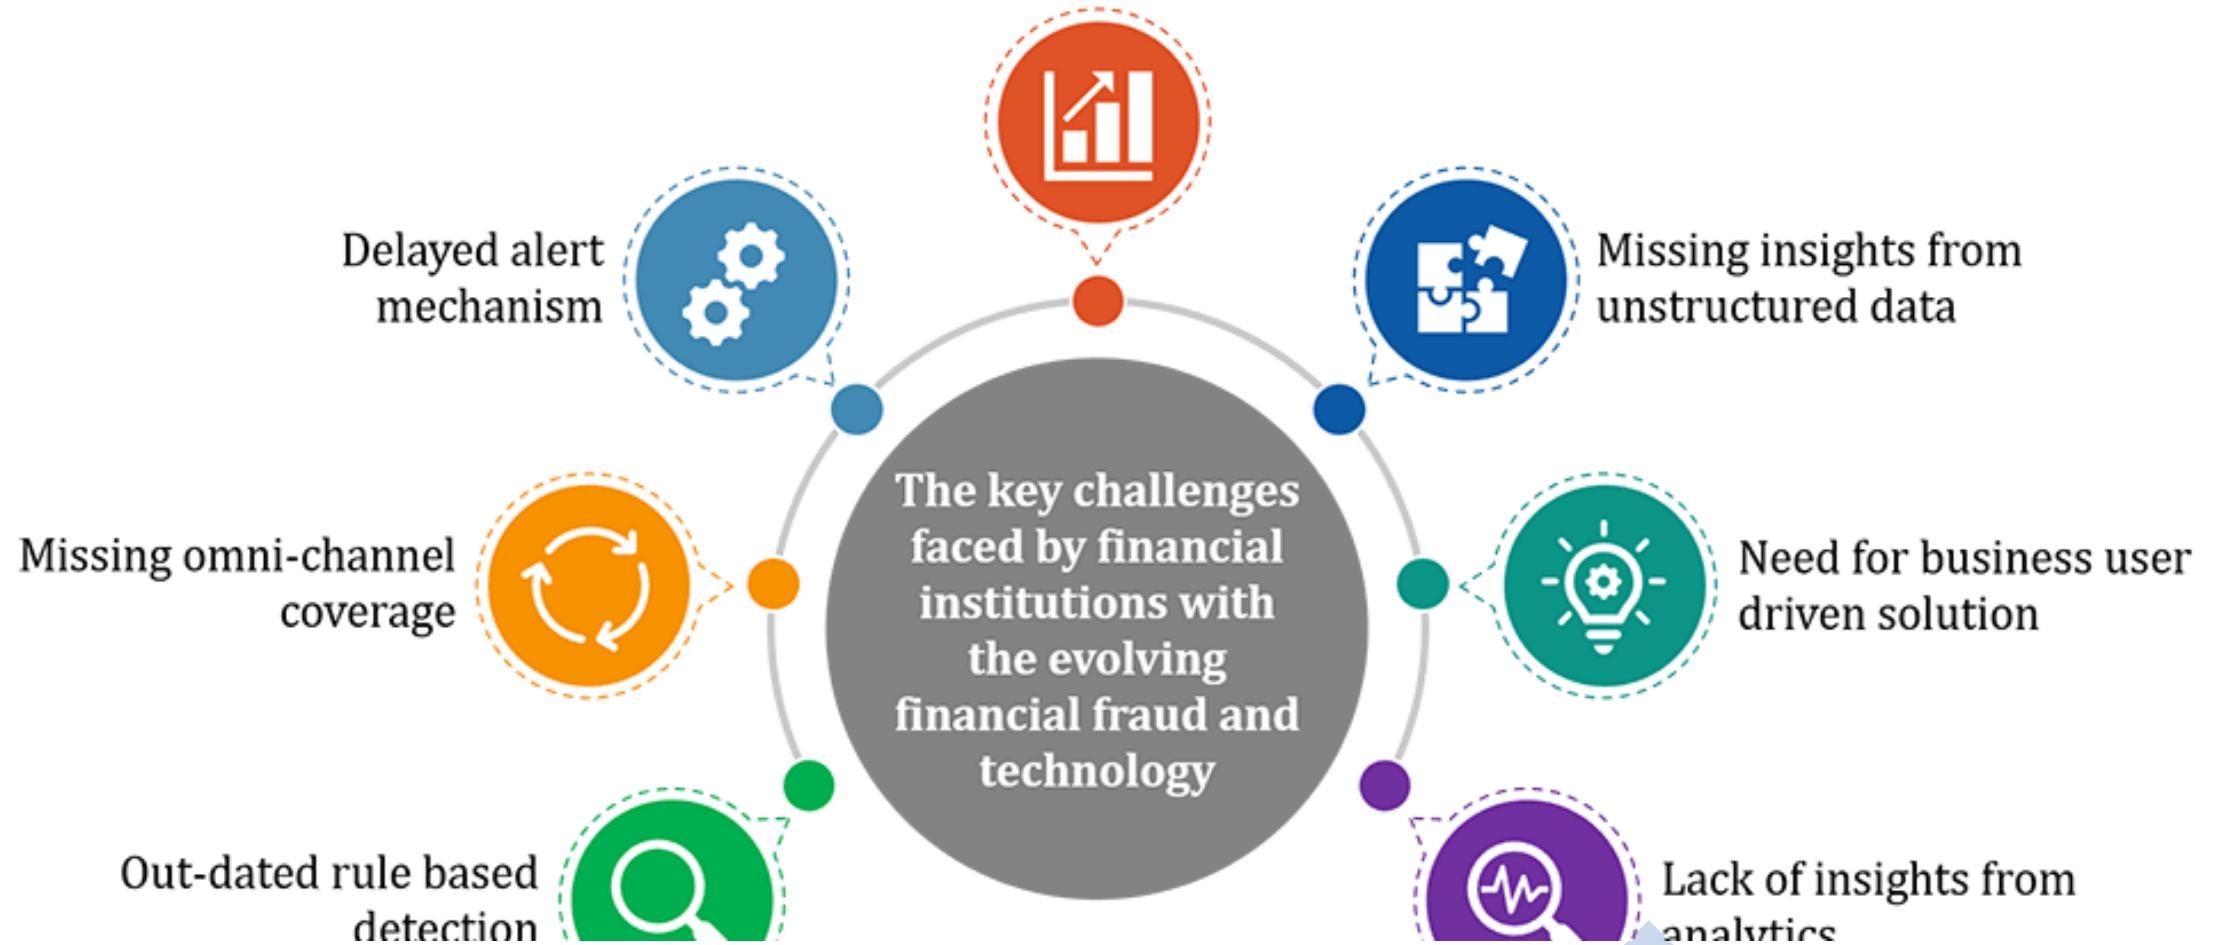 Delayed alert
mechanism
Missing insights from
unstructured data
The key challenges
faced by financial
institutions with
the evolving
financial fraud and
technology
Missing omni-channel
coverage
Need for business user
driven solution
Out-dated rule based
detection
Lack of insights from
analytics